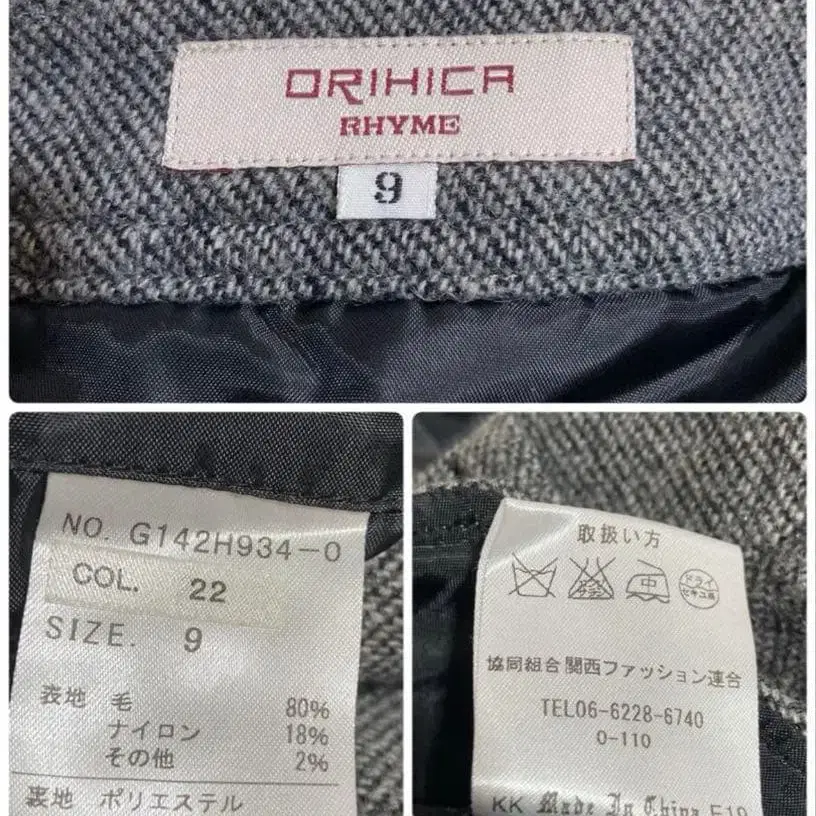 ORIHICA
RHYME
9
NO. G142H934-0
COL. 22
SIZE. 9
表地 毛 80%
ナイロン 18%
その他 2%
裏地 ポリエステル
取扱い方
中 ドライ
セキユ系
協同組合 関西ファッション連合
TEL06-6228-6740
0-110
KK Made In China F19